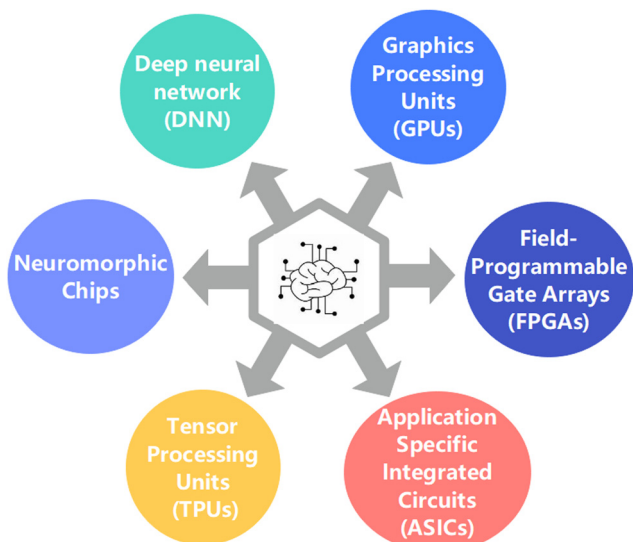 Deep neural
network
(DNN)
Graphics
Processing
Units
(GPUs)
Neuromorphic
Chips
Field-
Programmable
Gate Arrays
(FPGAs)
Tensor
Processing
Units
(TPUs)
Application
Specific
Integrated
Circuits
(ASICs)